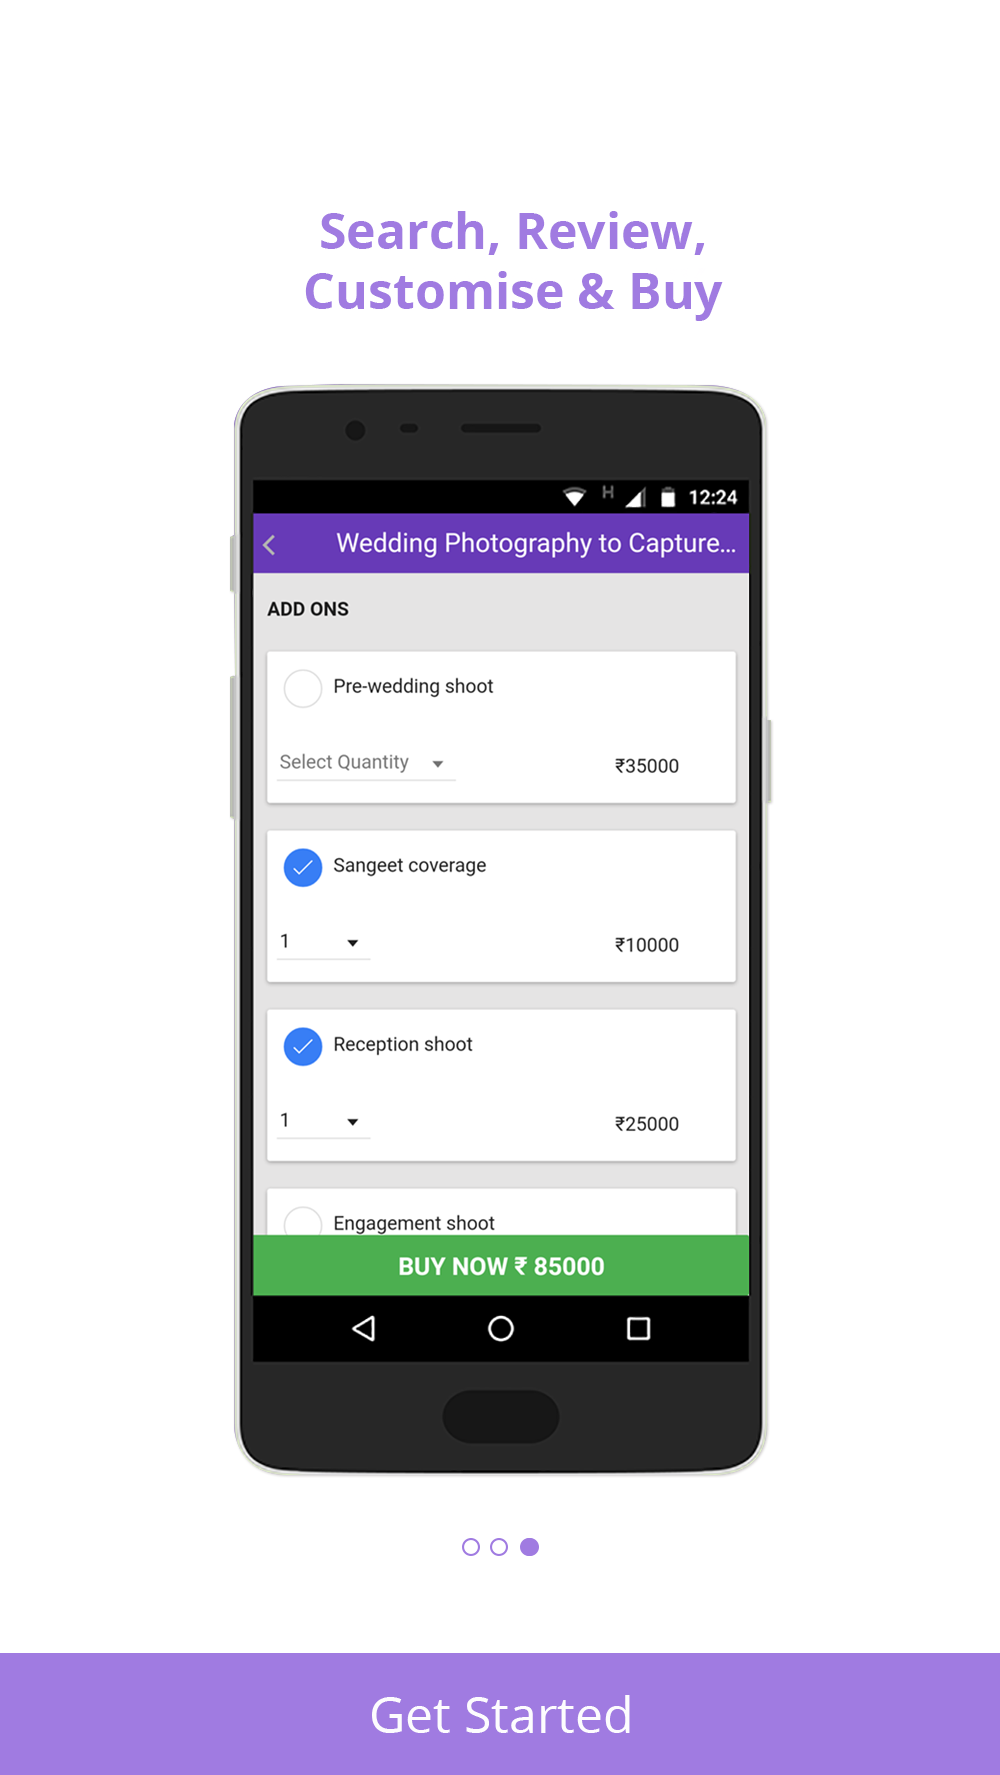 Search, Review,
Customise & Buy
H 12:24
Wedding Photography to Capture...
ADD ONS
Pre-wedding shoot
Select Quantity ₹35000
Sangeet coverage
1 ₹10000
Reception shoot
1 ₹25000
Engagement shoot
BUY NOW ₹ 85000
Get Started